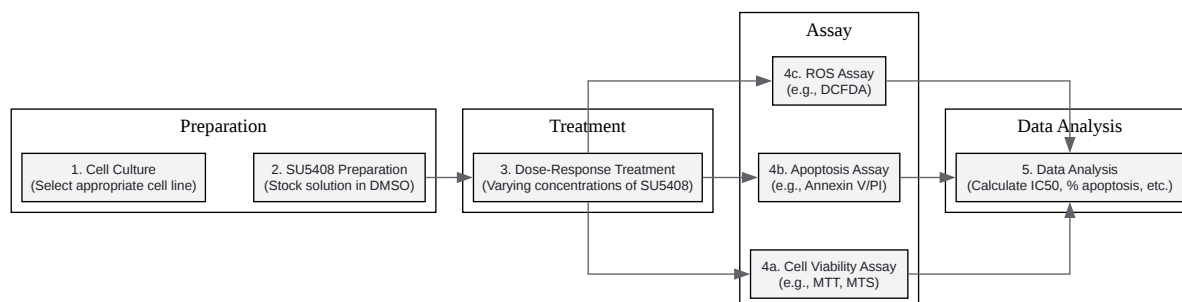 Preparation
1. Cell Culture
(Select appropriate cell line)
2. SU5408 Preparation
(Stock solution in DMSO)
Treatment
3. Dose-Response Treatment
(Varying concentrations of SU5408)
Assay
4c. ROS Assay
(e.g., DCFDA)
4b. Apoptosis Assay
(e.g., Annexin V/PI)
4a. Cell Viability Assay
(e.g., MTT, MTS)
Data Analysis
5. Data Analysis
(Calculate IC50, % apoptosis, etc.)